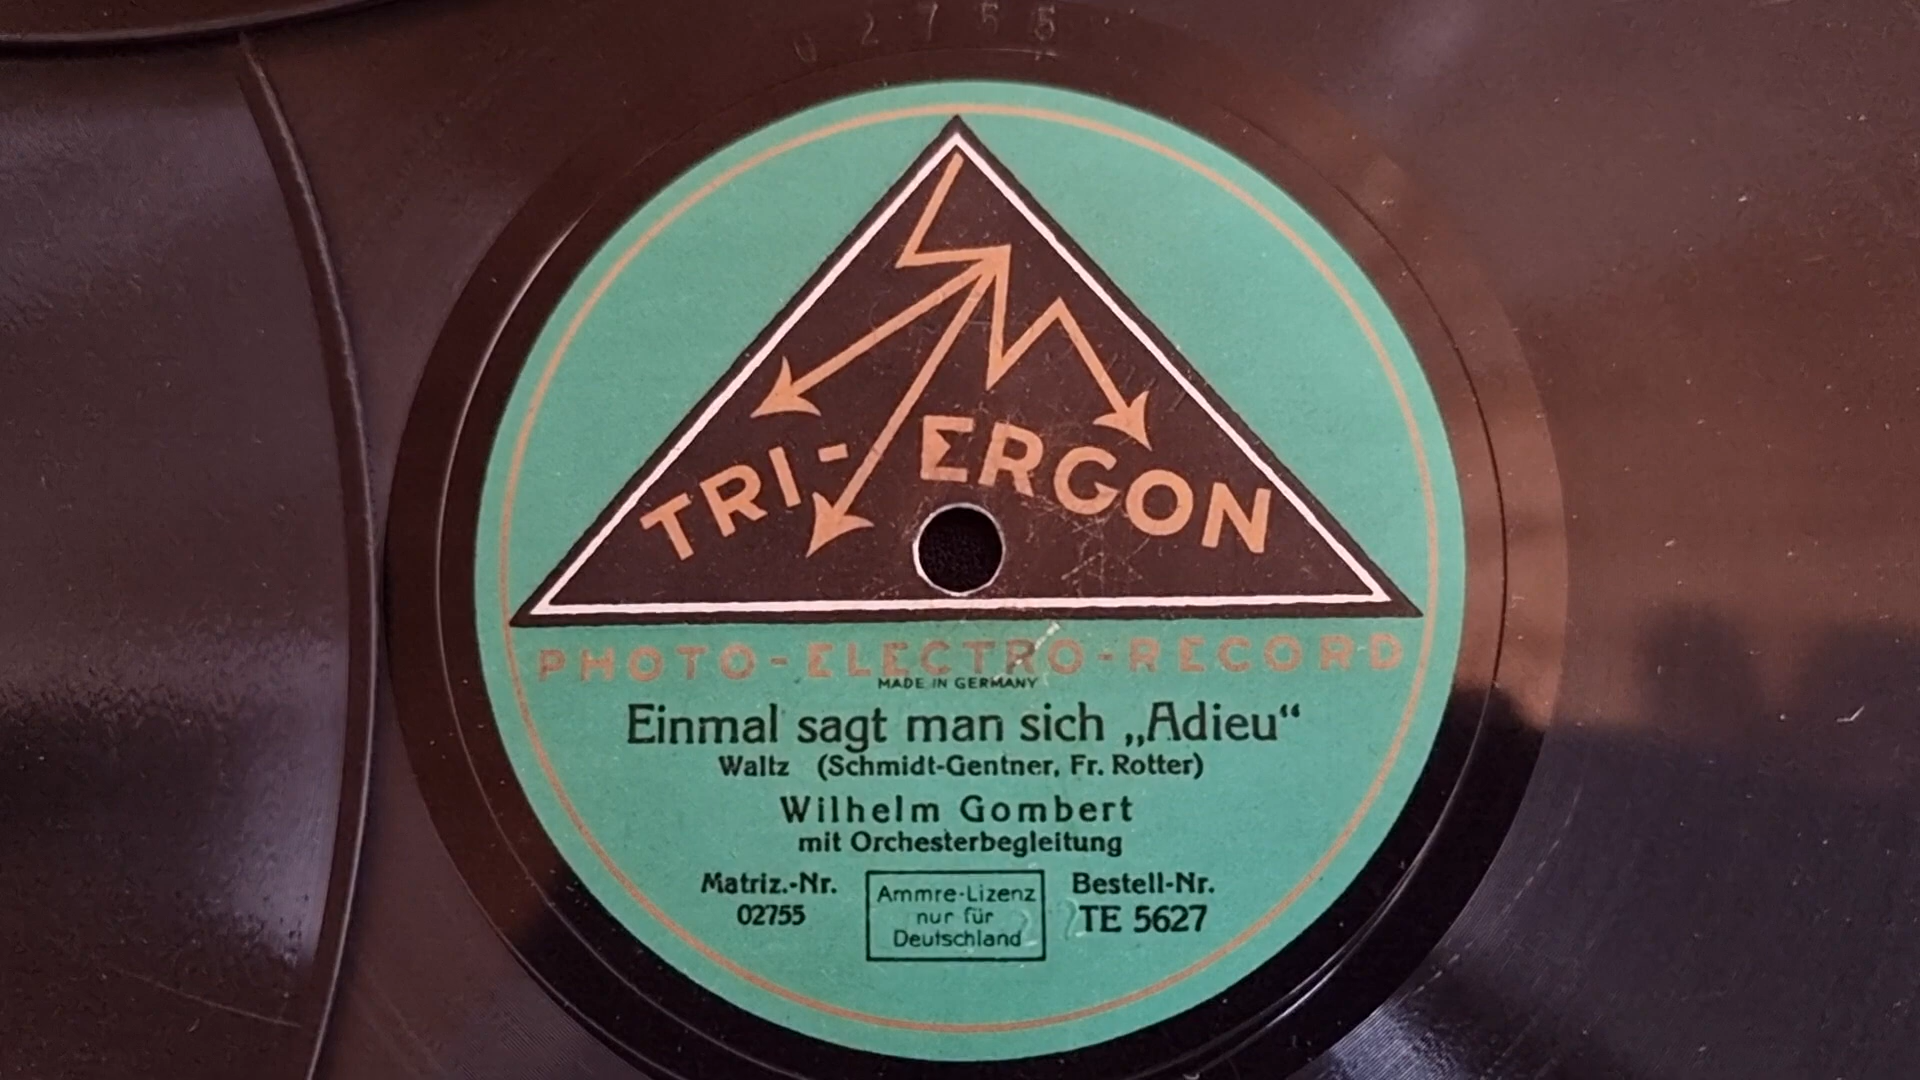 02755
TRI-ERGON
PHOTO-ELECTRO-RECORD
MADE IN GERMANY
Einmal sagt man sich „Adieu“
Waltz (Schmidt-Gentner, Fr. Rotter)
Wilhelm Gombert
mit Orchesterbegleitung
Matriz.-Nr.
02755
Ammre-Lizenz
nur für
Deutschland
Bestell-Nr.
TE 5627